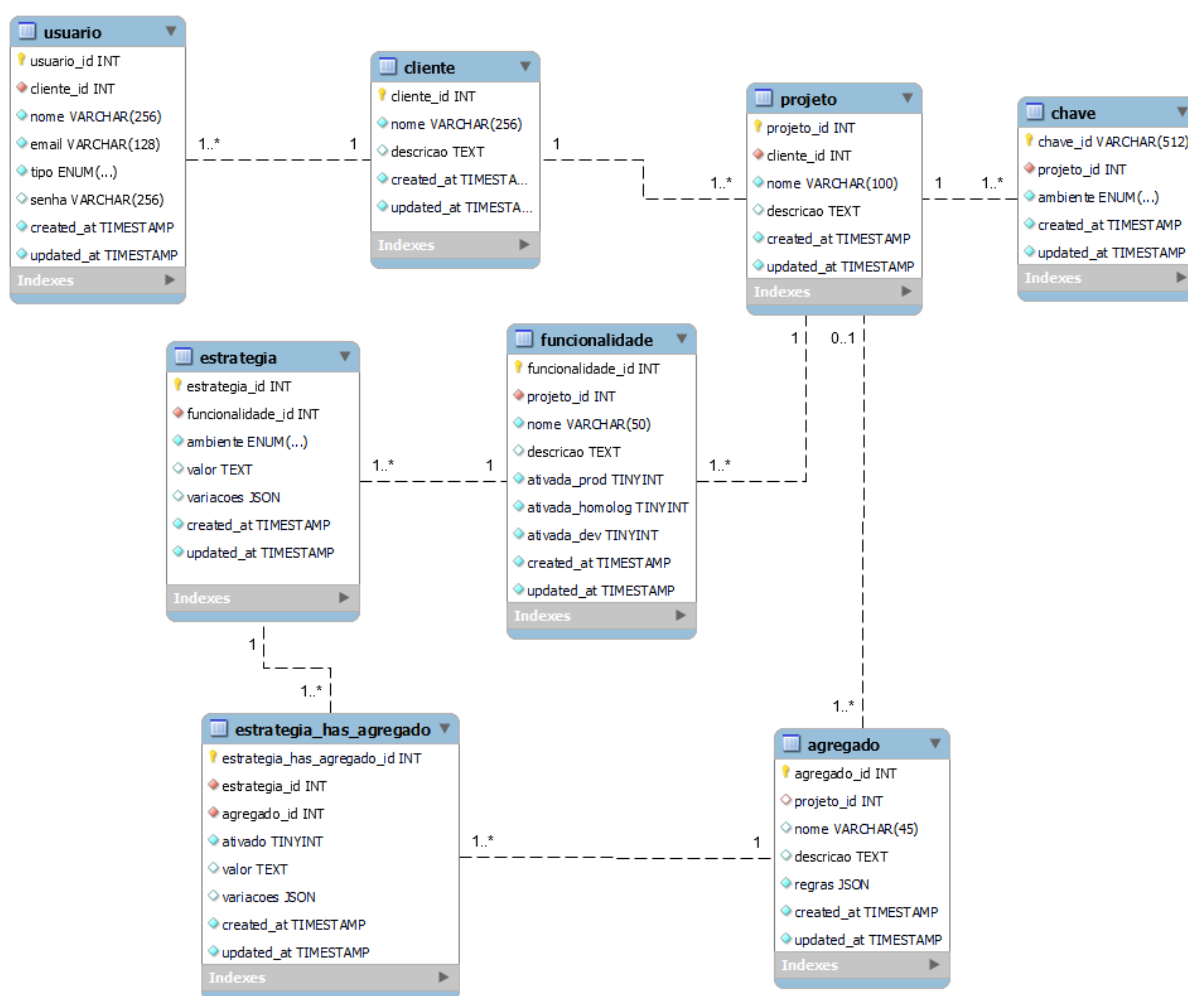 usuario
usuario_id INT
cliente_id INT
nome VARCHAR(256)
email VARCHAR(128)
tipo ENUM(...)
senha VARCHAR(256)
created_at TIMESTAMP
updated_at TIMESTAMP
Indexes
1..*
1
cliente
cliente_id INT
nome VARCHAR(256)
descricao TEXT
created_at TIMESTA...
updated_at TIMESTA...
Indexes
1
1..*
projeto
projeto_id INT
cliente_id INT
nome VARCHAR(100)
descricao TEXT
created_at TIMESTAMP
updated_at TIMESTAMP
Indexes
1
1..*
chave
chave_id VARCHAR(512)
projeto_id INT
ambiente ENUM(...)
created_at TIMESTAMP
updated_at TIMESTAMP
Indexes
1
0..1
estrategia
estrategia_id INT
funcionalidade_id INT
ambiente ENUM(...)
valor TEXT
variacoes JSON
created_at TIMESTAMP
updated_at TIMESTAMP
Indexes
1..*
1
funcionalidade
funcionalidade_id INT
projeto_id INT
nome VARCHAR(50)
descricao TEXT
ativada_prod TINYINT
ativada_homolog TINYINT
ativada_dev TINYINT
created_at TIMESTAMP
updated_at TIMESTAMP
Indexes
1..*
1
1..*
1..*
estrategia_has_agregado
estrategia_has_agregado_id INT
estrategia_id INT
agregado_id INT
ativado TINYINT
valor TEXT
variacoes JSON
created_at TIMESTAMP
updated_at TIMESTAMP
Indexes
1..*
1
agregado
agregado_id INT
projeto_id INT
nome VARCHAR(45)
descricao TEXT
regras JSON
created_at TIMESTAMP
updated_at TIMESTAMP
Indexes